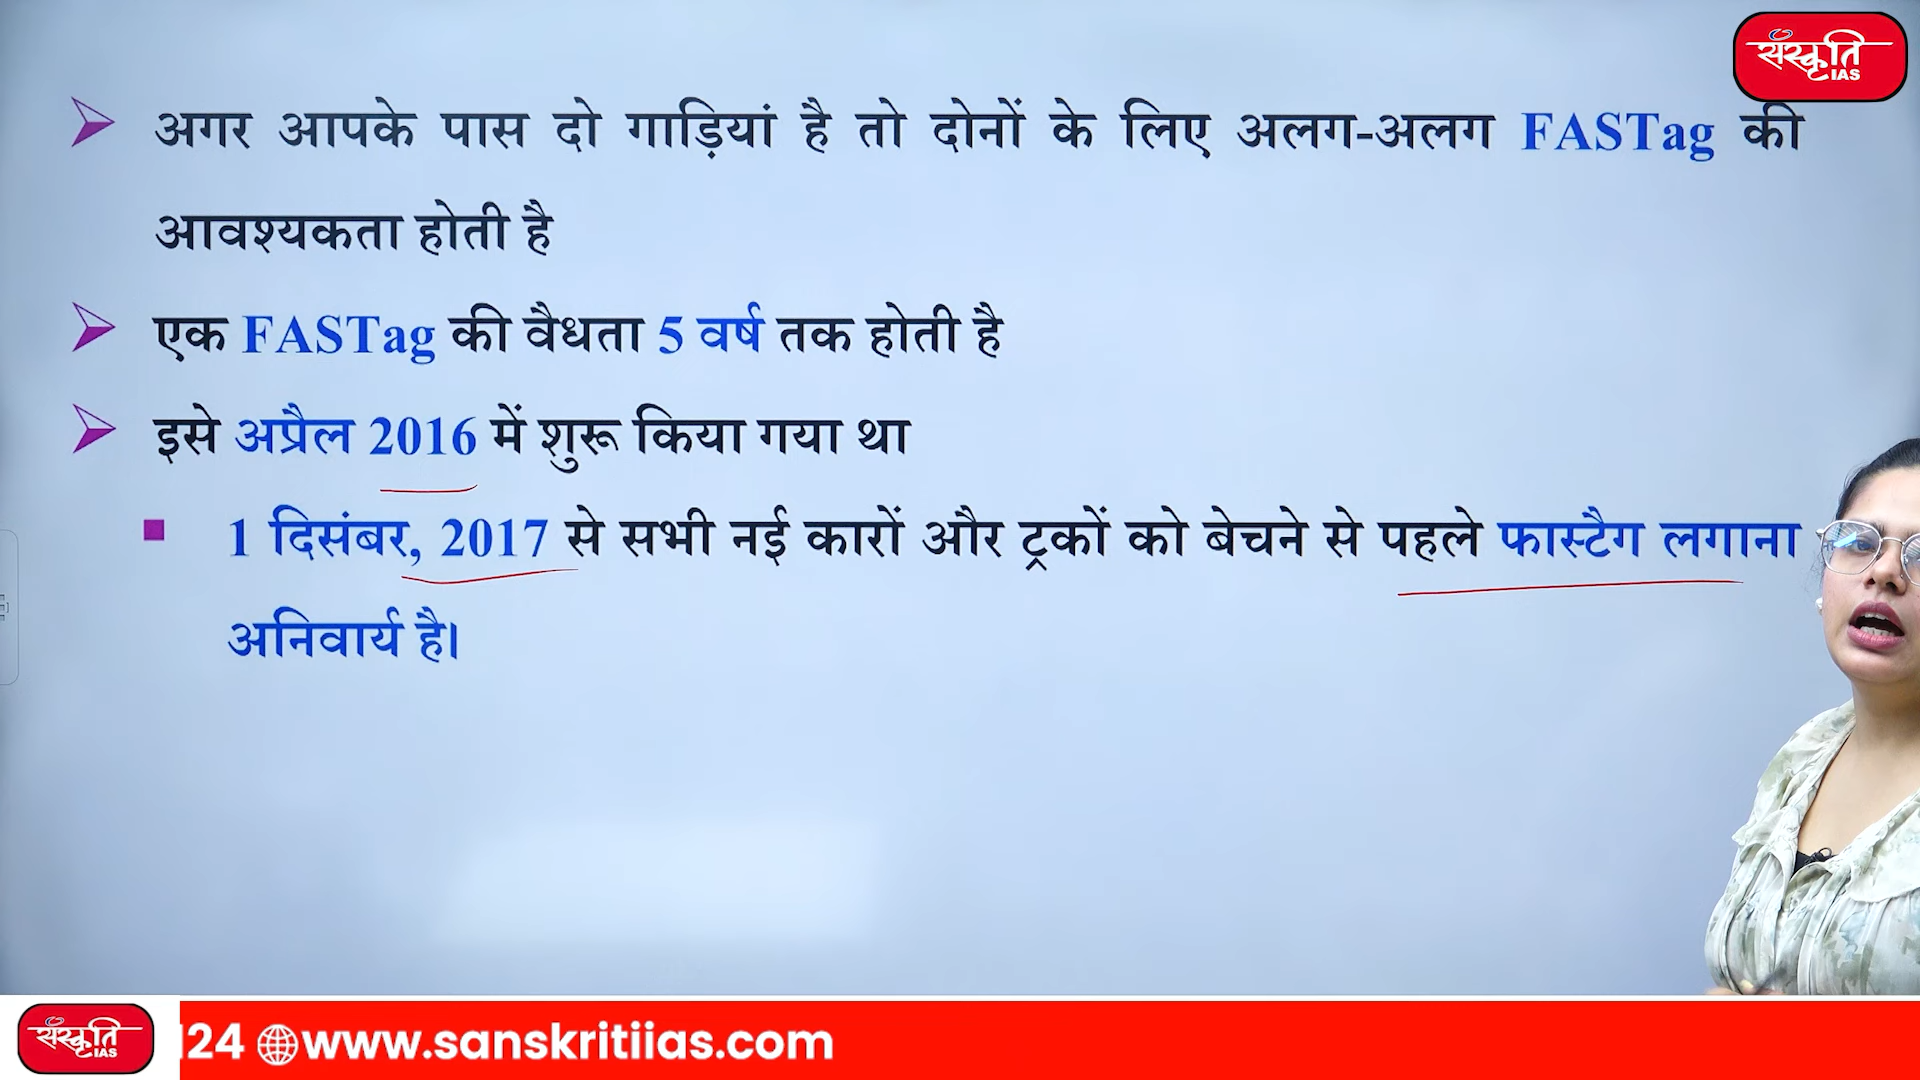 संस्कृति
IAS
अगर आपके पास दो गाड़ियां है तो दोनों के लिए अलग-अलग FASTag की
आवश्यकता होती है
एक FASTag की वैधता 5 वर्ष तक होती है
इसे अप्रैल 2016 में शुरू किया गया था
1 दिसंबर, 2017 से सभी नई कारों और ट्रकों को बेचने से पहले फास्टैग लगाना
अनिवार्य है।
संस्कृति
IAS
124 www.sanskritiias.com